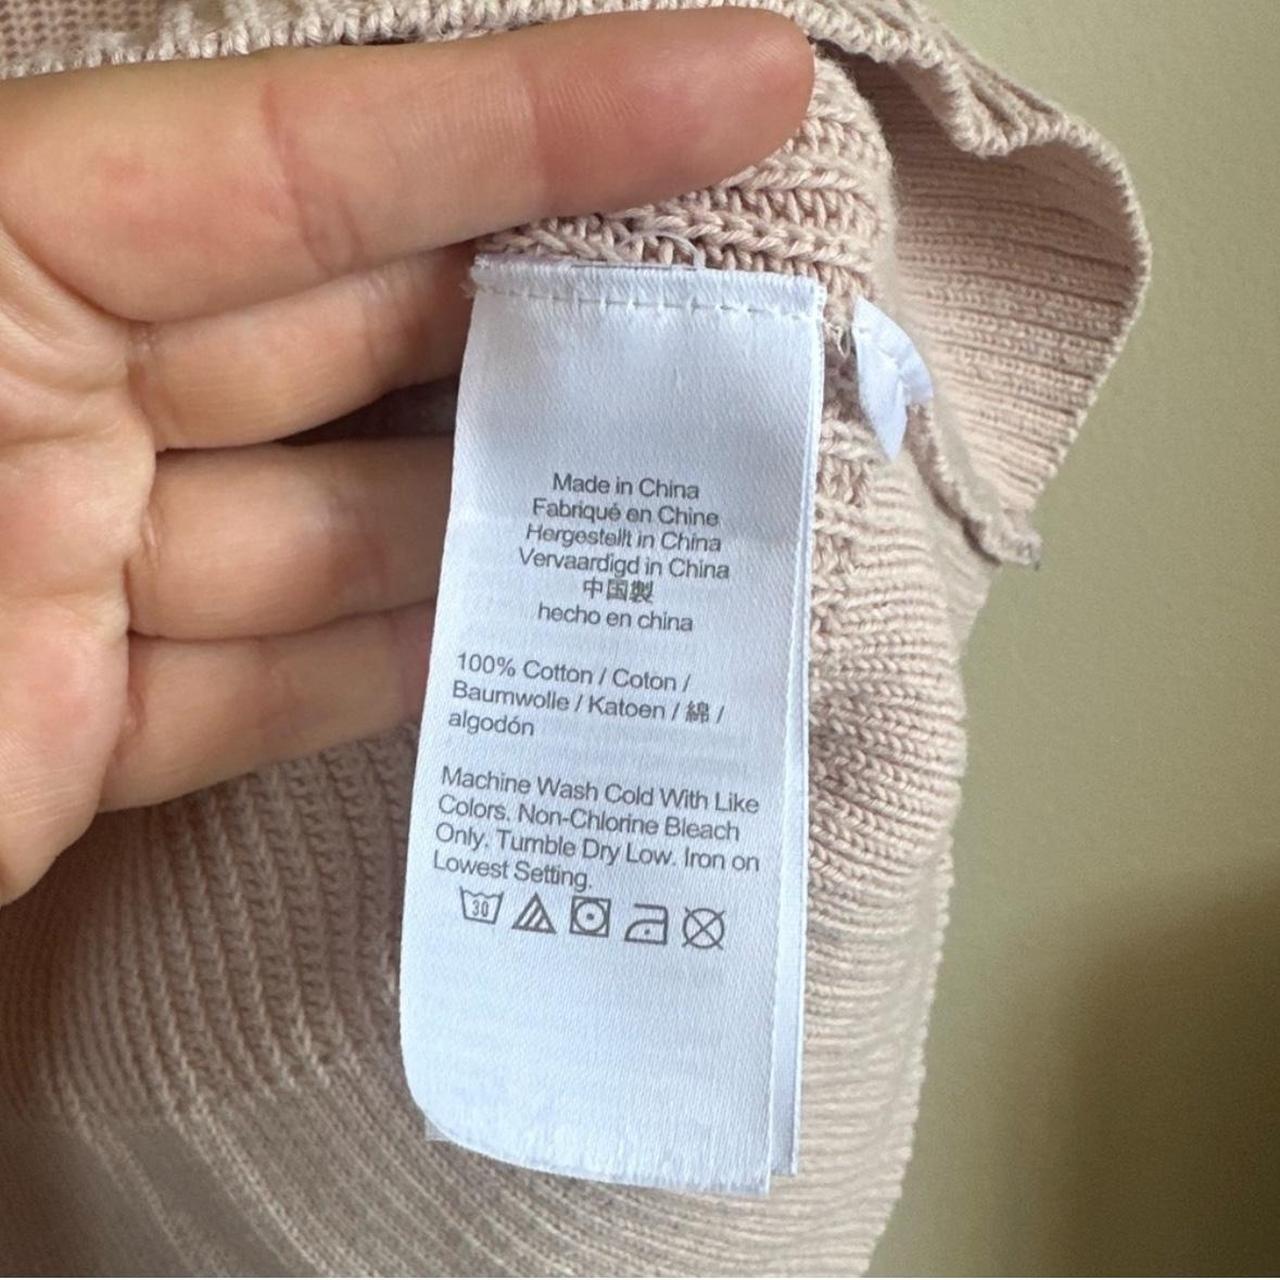 Made in China
Fabriqué en Chine
Hergestellt in China
Vervaardigd in China
中国製
hecho en china
100% Cotton / Coton /
Baumwolle / Katoen / 綿 /
algodón
Machine Wash Cold With Like
Colors. Non-Chlorine Bleach
Only. Tumble Dry Low. Iron on
Lowest Setting.
30